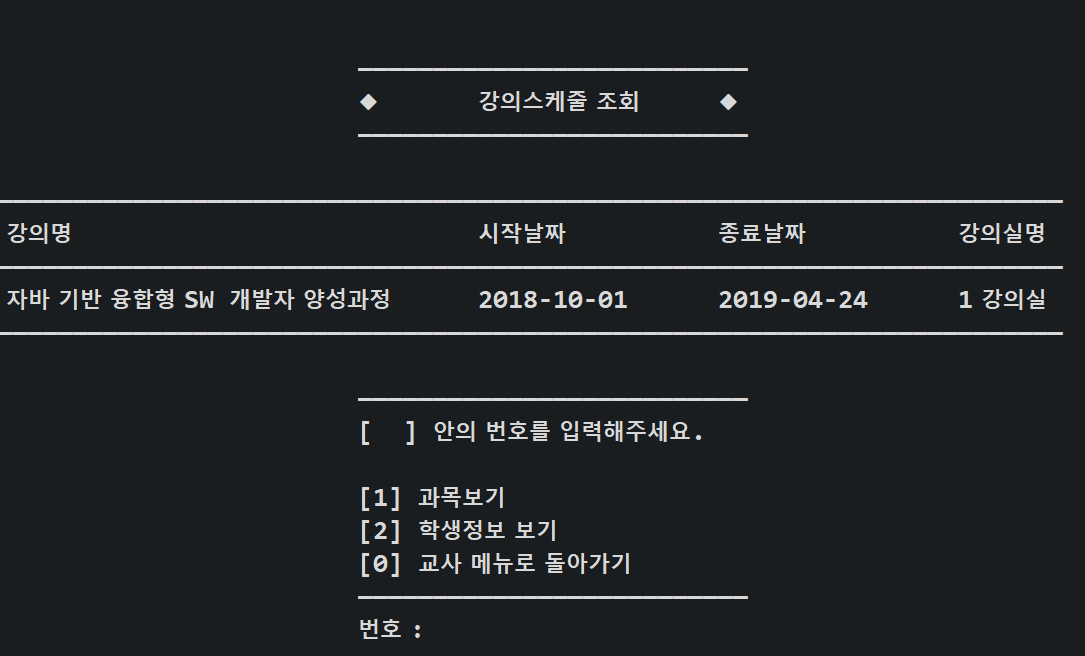 ◆ 강의스케줄 조회 ◆
강의명 시작날짜 종료날짜 강의실명
자바 기반 융합형 SW 개발자 양성과정 2018-10-01 2019-04-24 1 강의실
[ ] 안의 번호를 입력해주세요.
[1] 과목보기
[2] 학생정보 보기
[0] 교사 메뉴로 돌아가기
번호 :